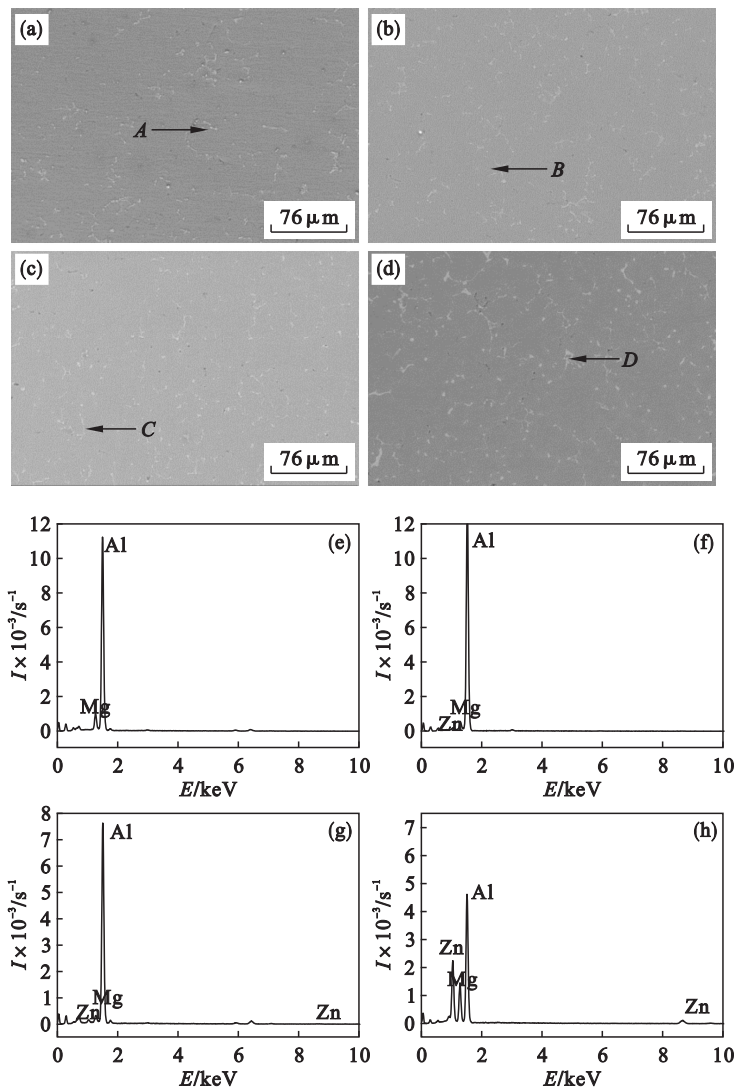 (a)
A
76 μm
(b)
B
76 μm
(c)
C
76 μm
(d)
D
76 μm
(e)
12
10
8
6
4
2
0
I×10⁻³/s⁻¹
Al
Mg
0 2 4 6 8 10
E/keV
(f)
12
10
8
6
4
2
0
I×10⁻³/s⁻¹
Al
Mg
Zn
0 2 4 6 8 10
E/keV
(g)
8
7
6
5
4
3
2
1
0
I×10⁻³/s⁻¹
Al
Mg
Zn
Zn
0 2 4 6 8 10
E/keV
(h)
7
6
5
4
3
2
1
0
I×10⁻³/s⁻¹
Al
Zn
Mg
Zn
0 2 4 6 8 10
E/keV